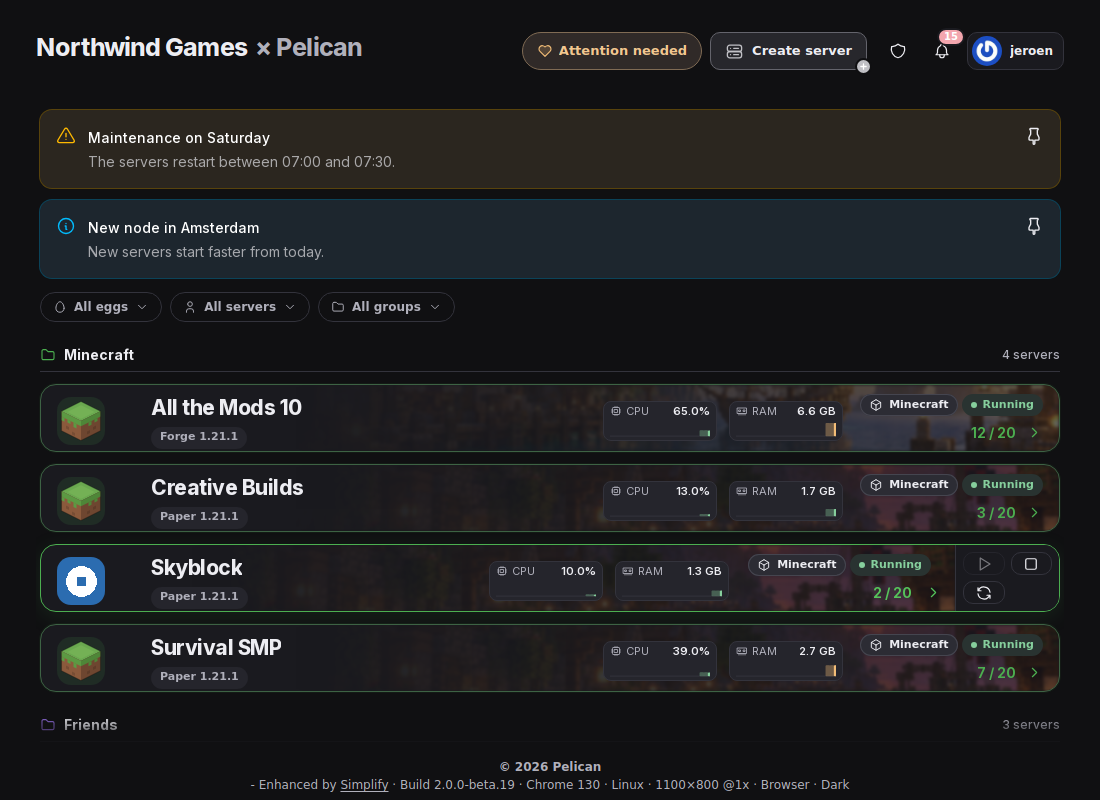 Northwind Games × Pelican
Attention needed
Create server
15
jeroen
Maintenance on Saturday
The servers restart between 07:00 and 07:30.
New node in Amsterdam
New servers start faster from today.
All eggs
All servers
All groups
Minecraft
4 servers
All the Mods 10
Forge 1.21.1
CPU 65.0%
RAM 6.6 GB
Minecraft
Running
12 / 20
Creative Builds
Paper 1.21.1
CPU 13.0%
RAM 1.7 GB
Minecraft
Running
3 / 20
Skyblock
Paper 1.21.1
CPU 10.0%
RAM 1.3 GB
Minecraft
Running
2 / 20
Survival SMP
Paper 1.21.1
CPU 39.0%
RAM 2.7 GB
Minecraft
Running
7 / 20
Friends
3 servers
© 2026 Pelican
- Enhanced by Simplify · Build 2.0.0-beta.19 · Chrome 130 · Linux · 1100×800 @1x · Browser · Dark